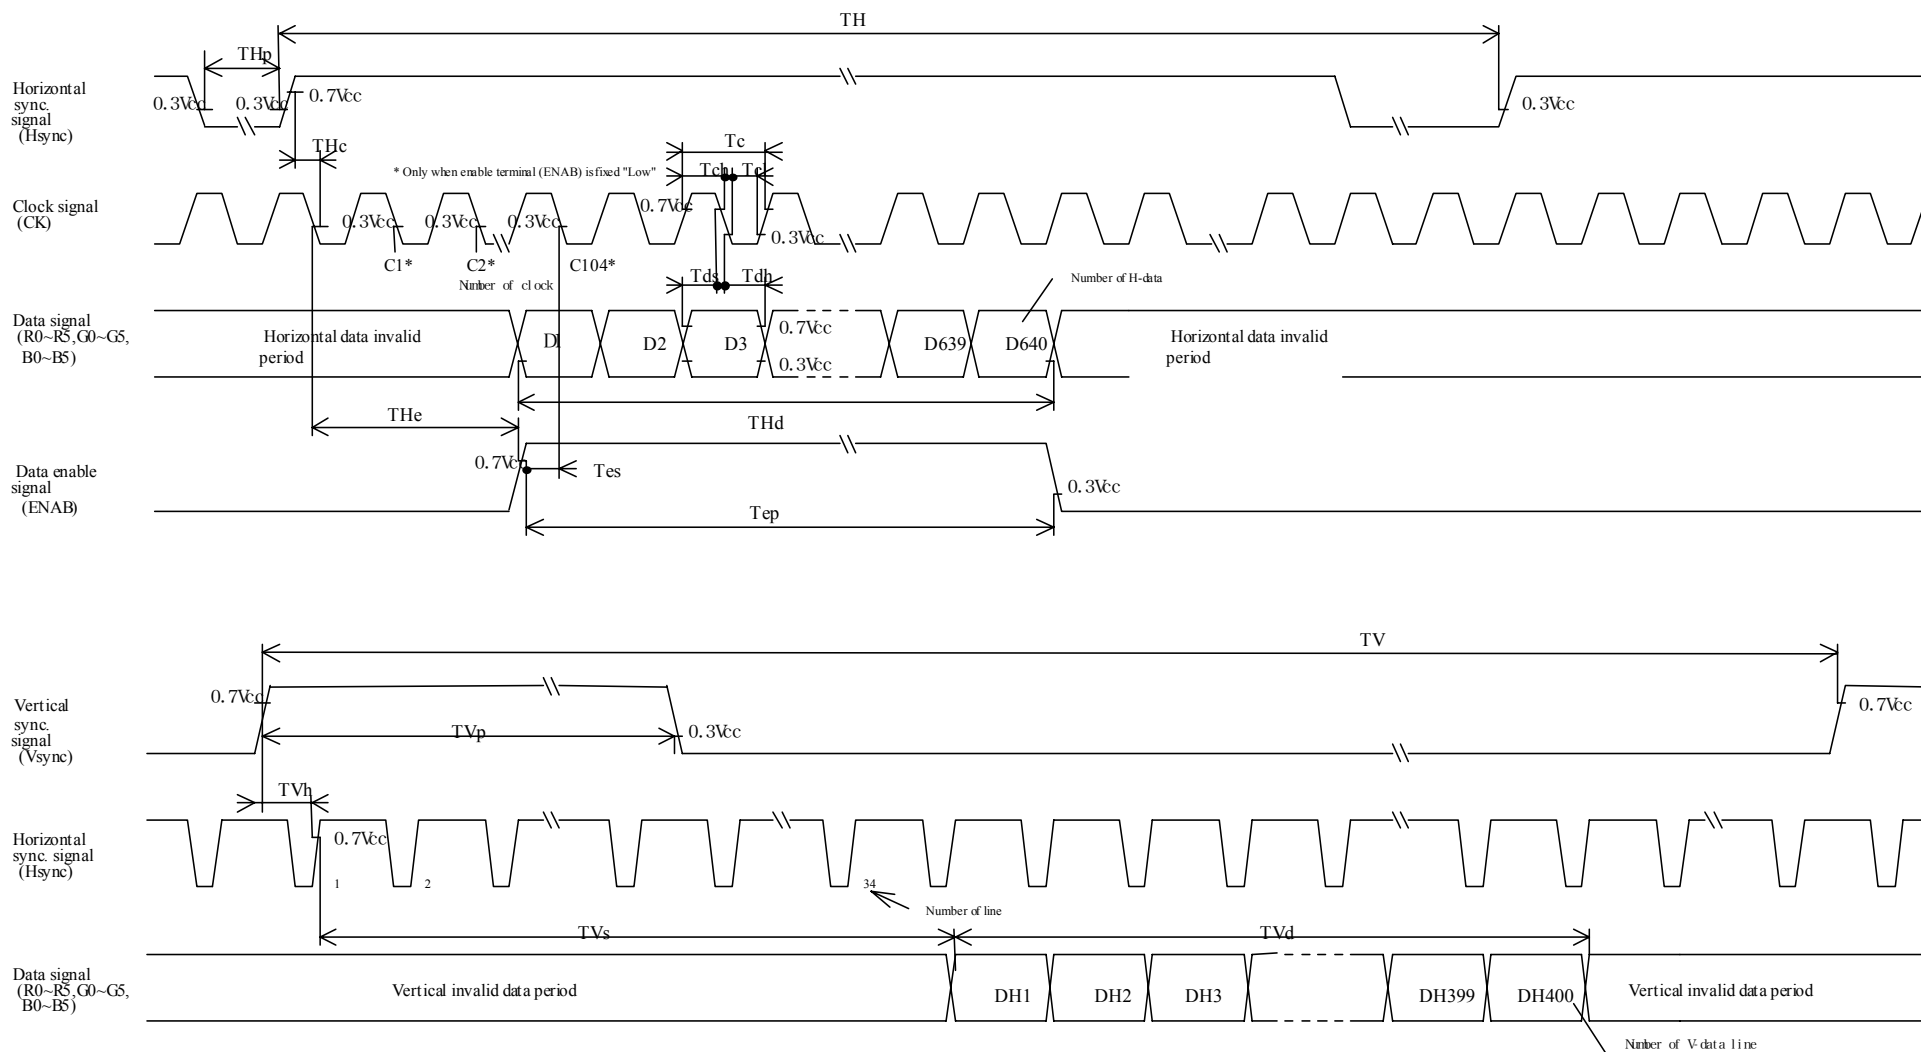 TH
THp
Horizontal
sync.
signal
(Hsync)
0.3Vcc
0.3Vcc
0.7Vcc
0.3Vcc
THc
Tc
* Only when enable terminal (ENAB) is fixed "Low"
Tch
Tcl
Clock signal
(CK)
0.3Vcc
0.3Vcc
0.3Vcc
0.7Vcc
0.3Vcc
C1*
C2*
C104*
Number of clock
Tds
Tdh
Number of H-data
Data signal
(R0~R5,G0~G5,
B0~B5)
Horizontal data invalid
period
D1
D2
D3
0.7Vcc
0.3Vcc
D639
D640
Horizontal data invalid
period
THe
THd
Data enable
signal
(ENAB)
0.7Vcc
Tes
0.3Vcc
Tep
TV
Vertical
sync.
signal
(Vsync)
0.7Vcc
TVp
0.3Vcc
0.7Vcc
TVh
Horizontal
sync. signal
(Hsync)
0.7Vcc
1
2
34
Number of line
TVs
TVd
Data signal
(R0~R5,G0~G5,
B0~B5)
Vertical invalid data period
DH1
DH2
DH3
DH399
DH400
Vertical invalid data period
Number of V-data line